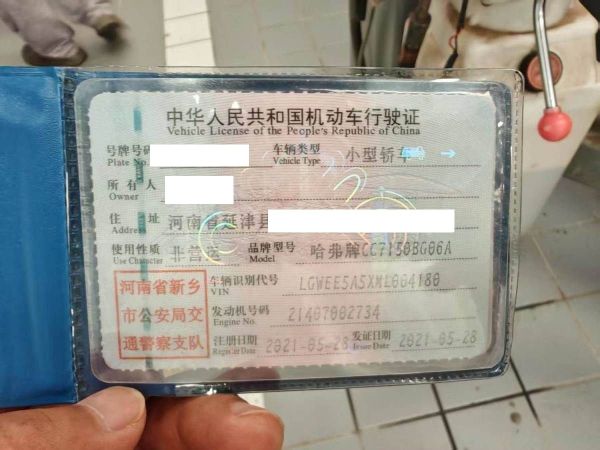 中华人民共和国机动车行驶证
Vehicle License of the People's Republic of China
号牌号码 车辆类型 小型轿车
Plate No. Vehicle Type
所有人
Owner
住 址 河南省延津县
Address
使用性质 非营运 品牌型号 哈弗牌CC7150BG06A
Use Character Model
河南省新乡
市公安局交
通警察支队
车辆识别代号 LGWEE5A5XML004180
VIN
发动机号码 21407002734
Engine No.
注册日期 2021-05-28 发证日期 2021-05-28
Register Date Issue Date